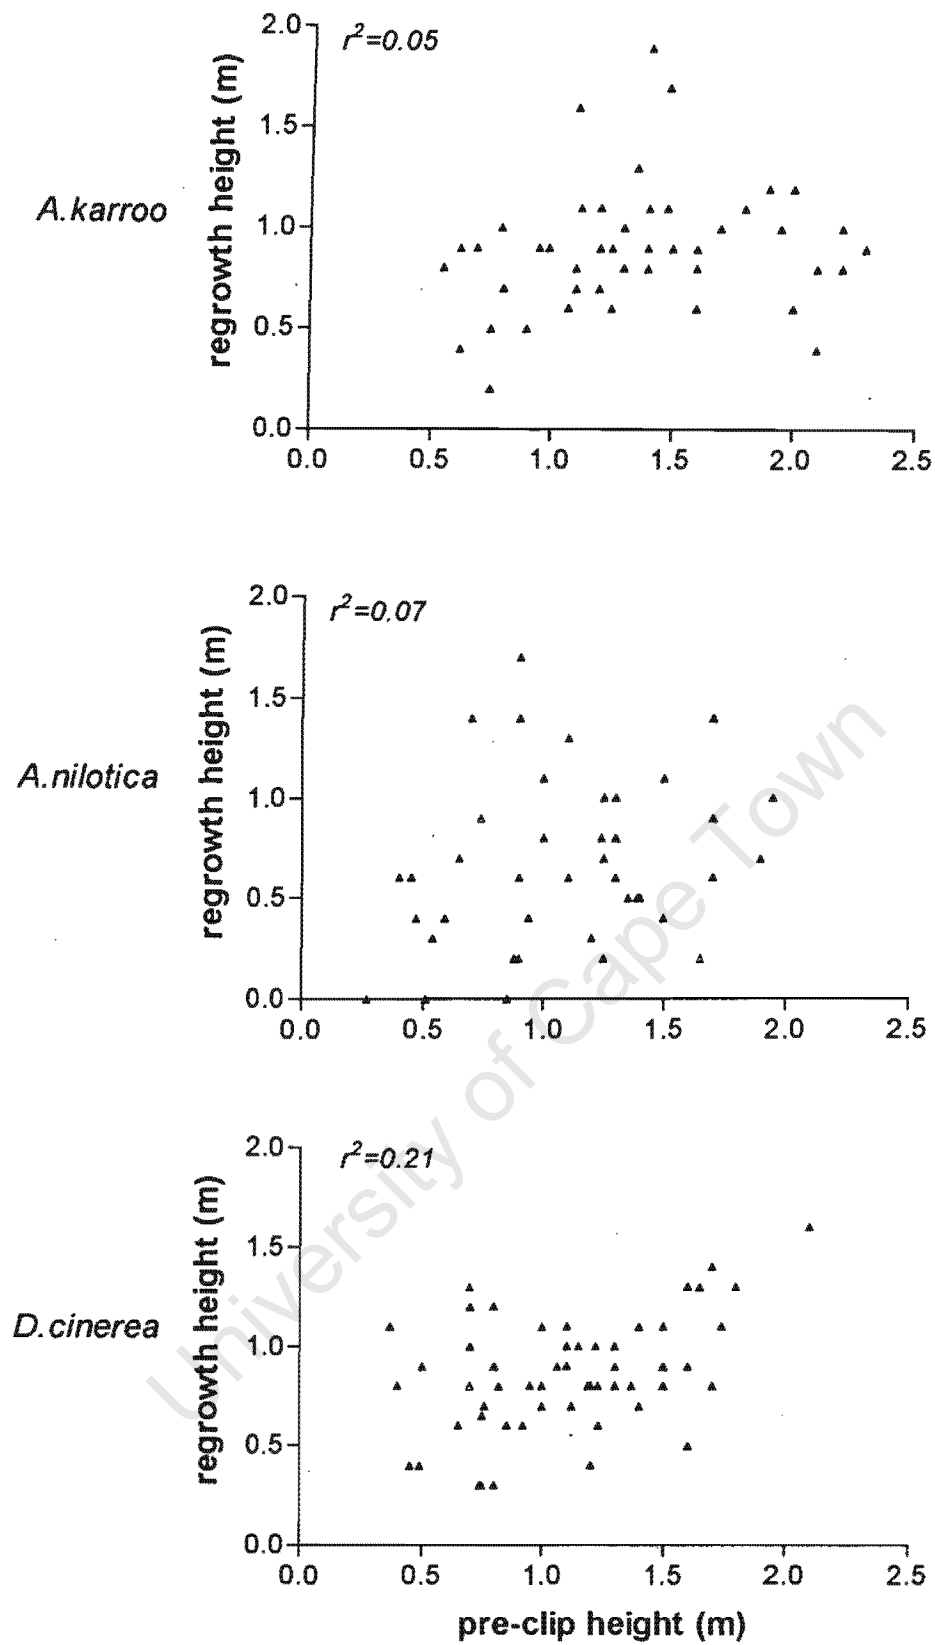 r²=0.05
2.0
1.5
1.0
0.5
0.0
regrowth height (m)
A.karroo
0.0 0.5 1.0 1.5 2.0 2.5
r²=0.07
2.0
1.5
1.0
0.5
0.0
regrowth height (m)
A.nilotica
0.0 0.5 1.0 1.5 2.0 2.5
r²=0.21
2.0
1.5
1.0
0.5
0.0
regrowth height (m)
D.cinerea
0.0 0.5 1.0 1.5 2.0 2.5
pre-clip height (m)
University of Cape Town